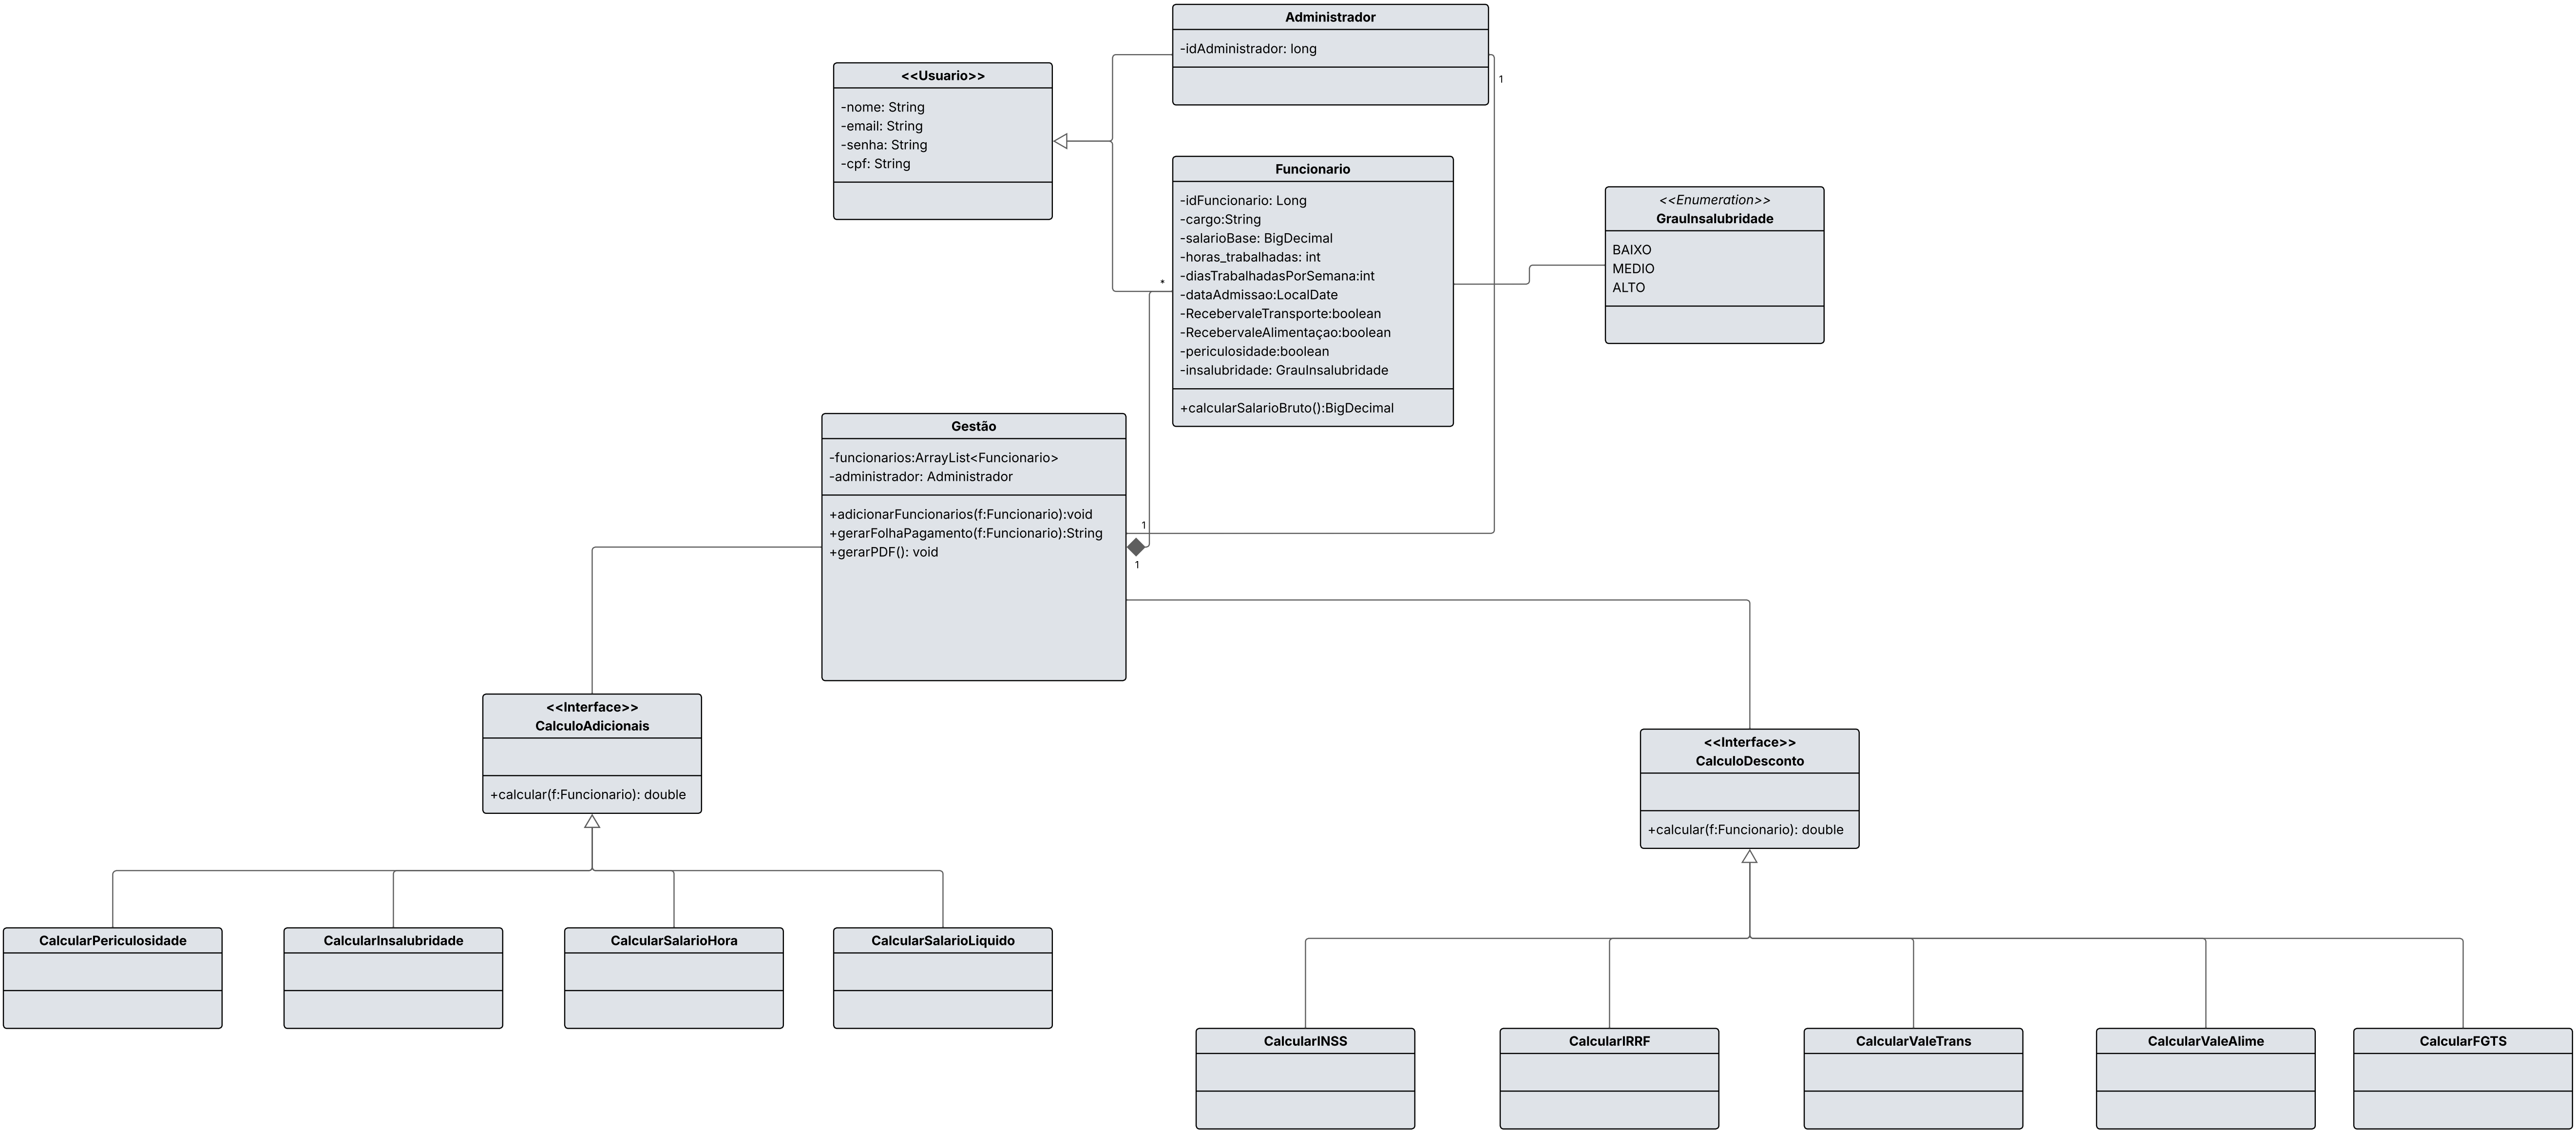 Administrador
-idAdministrador: long
1
<<Usuario>>
-nome: String
-email: String
-senha: String
-cpf: String
Funcionario
-idFuncionario: Long
-cargo:String
-salarioBase: BigDecimal
-horas_trabalhadas: int
-diasTrabalhadasPorSemana:int
-dataAdmissao:LocalDate
-RecebervaleTransporte:boolean
-RecebervaleAlimentaçao:boolean
-periculosidade:boolean
-insalubridade: GrauInsalubridade
+calcularSalarioBruto():BigDecimal
*
<<Enumeration>>
GrauInsalubridade
BAIXO
MEDIO
ALTO
Gestão
-funcionarios:ArrayList<Funcionario>
-administrador: Administrador
+adicionarFuncionarios(f:Funcionario):void
+gerarFolhaPagamento(f:Funcionario):String
+gerarPDF(): void
1
1
<<Interface>>
CalculoAdicionais
+calcular(f:Funcionario): double
<<Interface>>
CalculoDesconto
+calcular(f:Funcionario): double
CalcularPericulosidade
CalcularInsalubridade
CalcularSalarioHora
CalcularSalarioLiquido
CalcularINSS
CalcularIRRF
CalcularValeTrans
CalcularValeAlime
CalcularFGTS